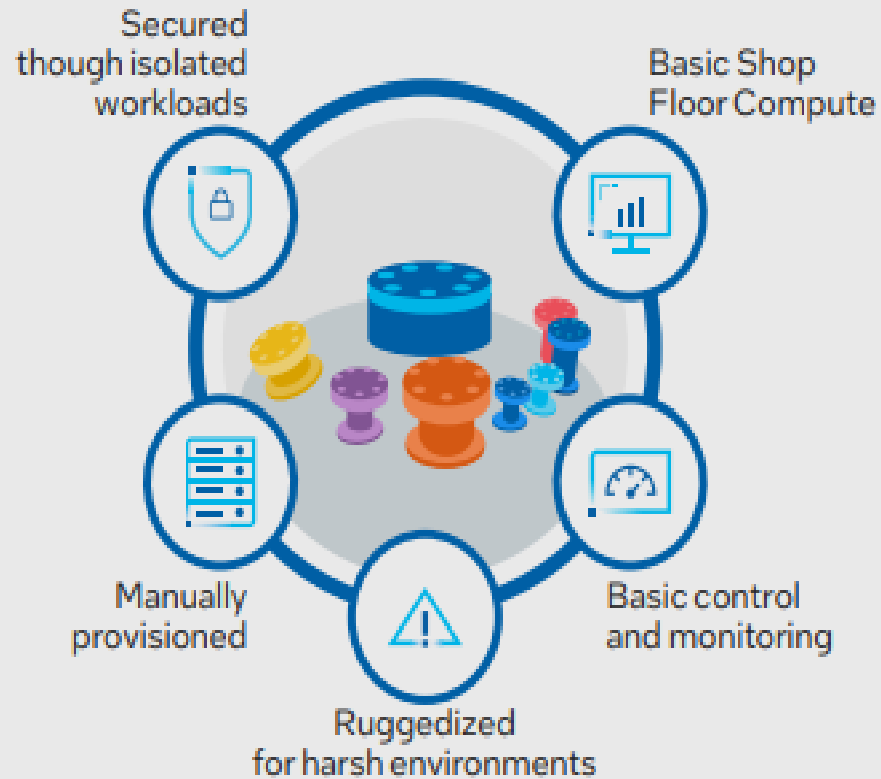 Secured
though isolated
workloads
Basic Shop
Floor Compute
Manually
provisioned
Basic control
and monitoring
Ruggedized
for harsh environments